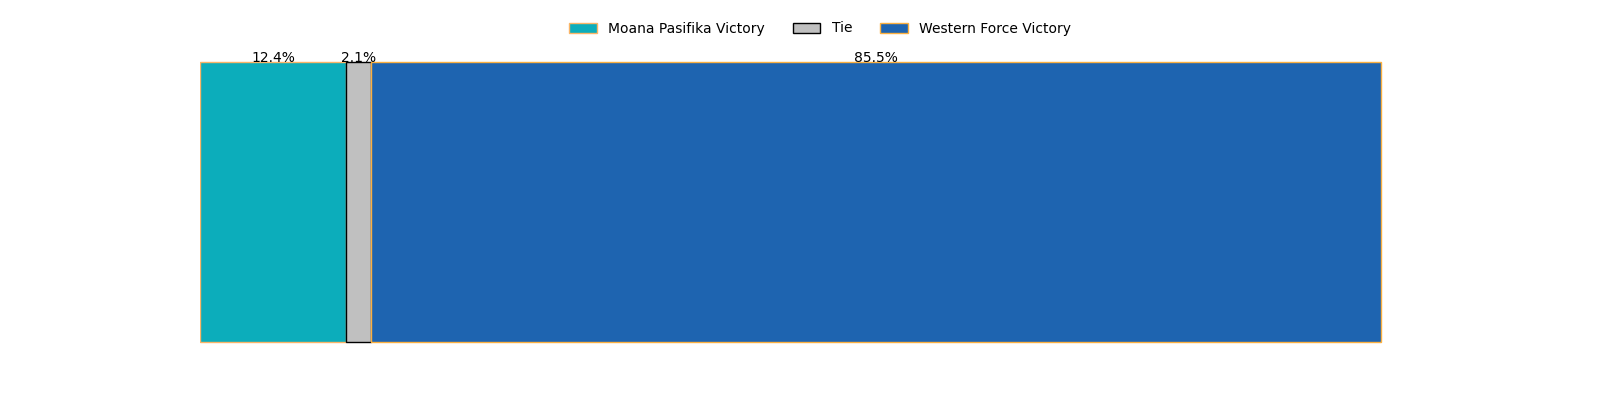 Moana Pasifika Victory Tie Western Force Victory
12.4% 2.1% 85.5%